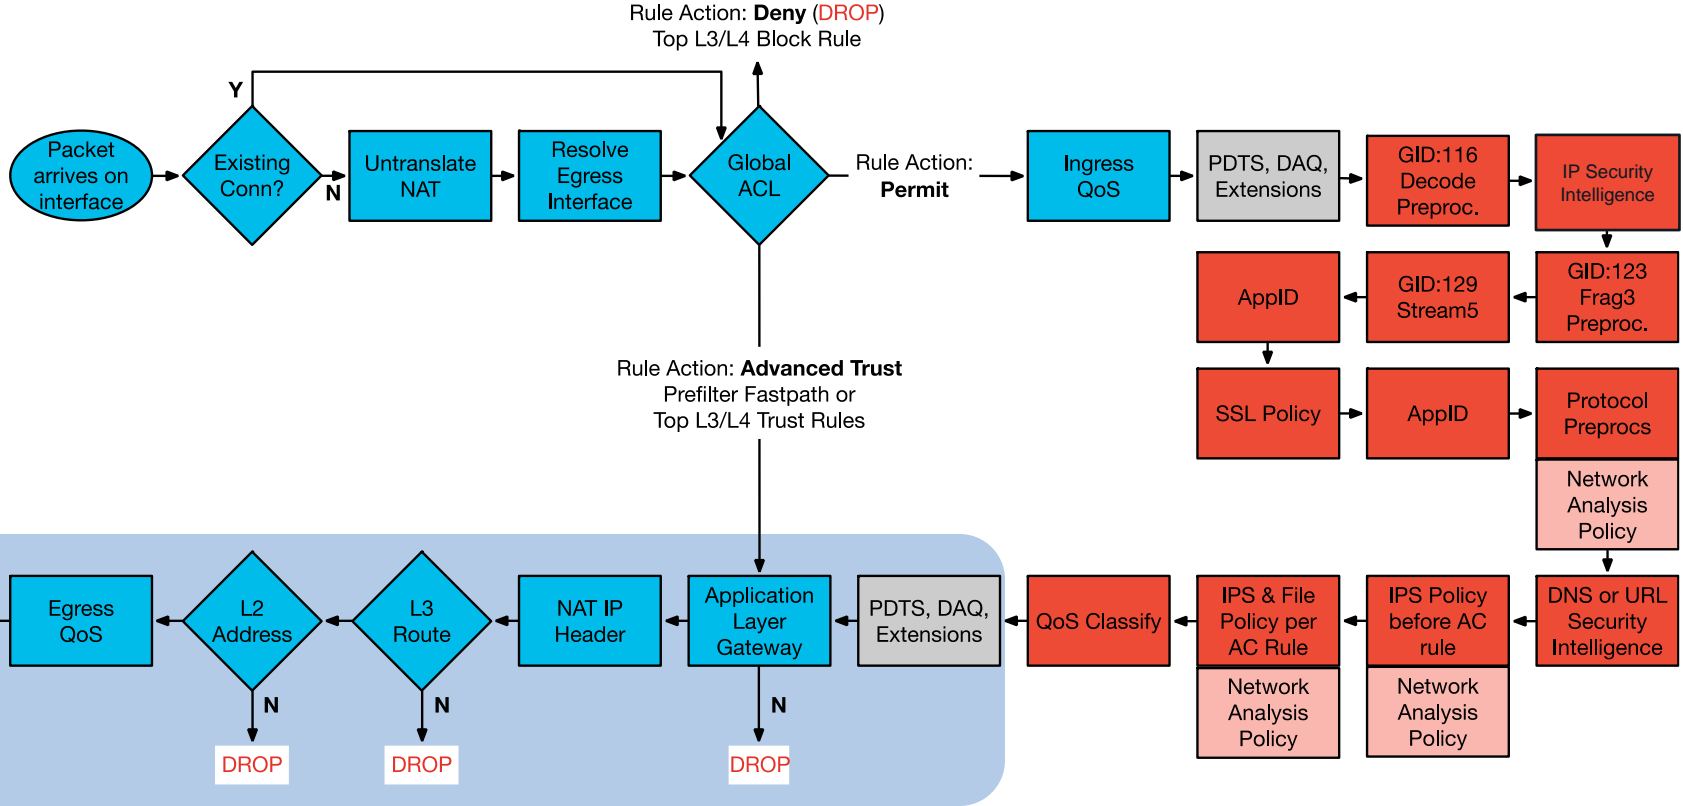 Rule Action: Deny (DROP)
Top L3/L4 Block Rule
Y
Packet
arrives on
interface
Existing
Conn?
N
Untranslate
NAT
Resolve
Egress
Interface
Global
ACL
Rule Action:
Permit
Ingress
QoS
PDTS, DAQ,
Extensions
GID:116
Decode
Preproc.
IP Security
Intelligence
AppID
GID:129
Stream5
GID:123
Frag3
Preproc.
Rule Action: Advanced Trust
Prefilter Fastpath or
Top L3/L4 Trust Rules
SSL Policy
AppID
Protocol
Preprocs
Network
Analysis
Policy
Egress
QoS
L2
Address
L3
Route
NAT IP
Header
Application
Layer
Gateway
PDTS, DAQ,
Extensions
QoS Classify
IPS & File
Policy per
AC Rule
IPS Policy
before AC
rule
DNS or URL
Security
Intelligence
Network
Analysis
Policy
Network
Analysis
Policy
N
N
N
DROP
DROP
DROP